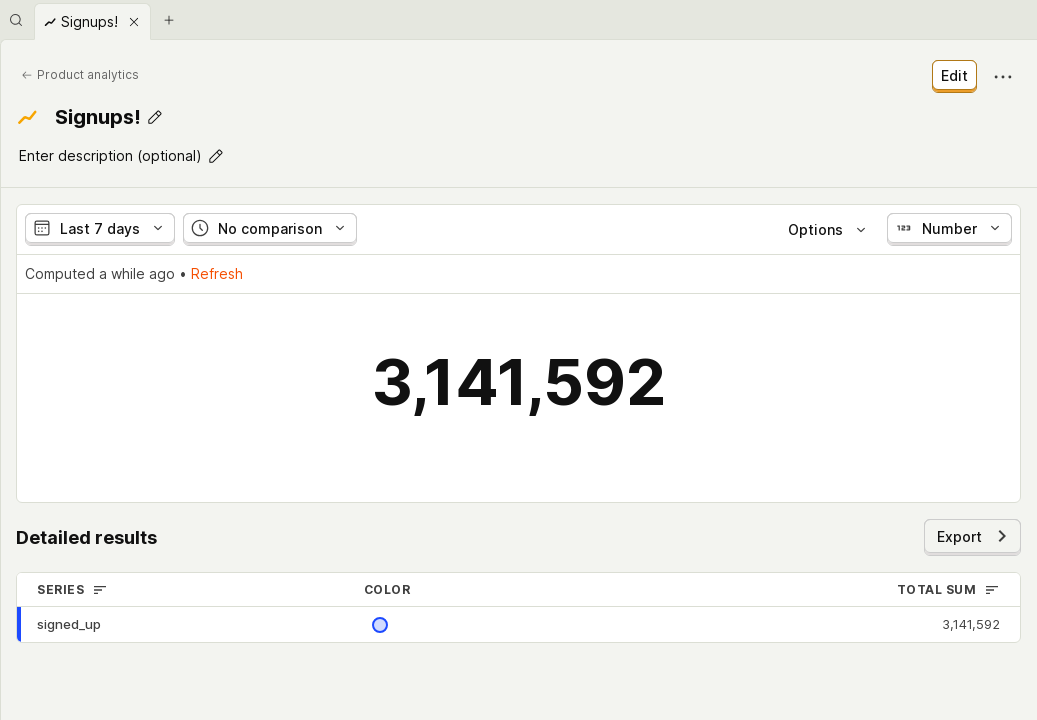 Signups!
Product analytics
Edit
Signups!
Enter description (optional)
Last 7 days
No comparison
Options
123 Number
Computed a while ago • Refresh
3,141,592
Detailed results
Export
SERIES COLOR TOTAL SUM
signed_up 3,141,592